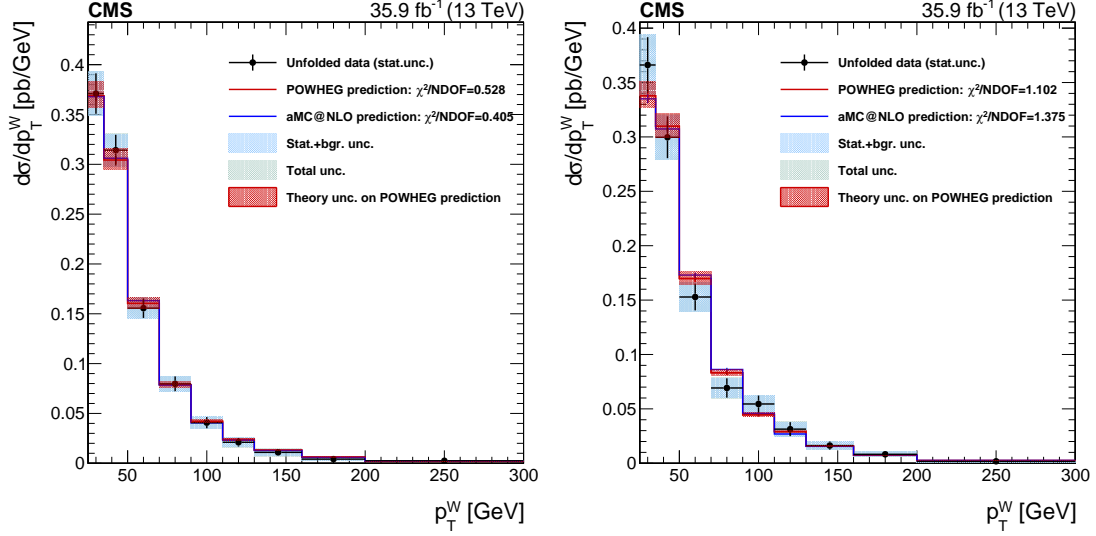 CMS 35.9 fb⁻¹ (13 TeV)
dσ/dp_T^W [pb/GeV]
0.4
0.35
0.3
0.25
0.2
0.15
0.1
0.05
0
Unfolded data (stat.unc.)
POWHEG prediction: χ²/NDOF=0.528
aMC@NLO prediction: χ²/NDOF=0.405
Stat.+bgr. unc.
Total unc.
Theory unc. on POWHEG prediction
50 100 150 200 250 300
p_T^W [GeV]
CMS 35.9 fb⁻¹ (13 TeV)
dσ/dp_T^W [pb/GeV]
0.4
0.35
0.3
0.25
0.2
0.15
0.1
0.05
0
Unfolded data (stat.unc.)
POWHEG prediction: χ²/NDOF=1.102
aMC@NLO prediction: χ²/NDOF=1.375
Stat.+bgr. unc.
Total unc.
Theory unc. on POWHEG prediction
50 100 150 200 250 300
p_T^W [GeV]